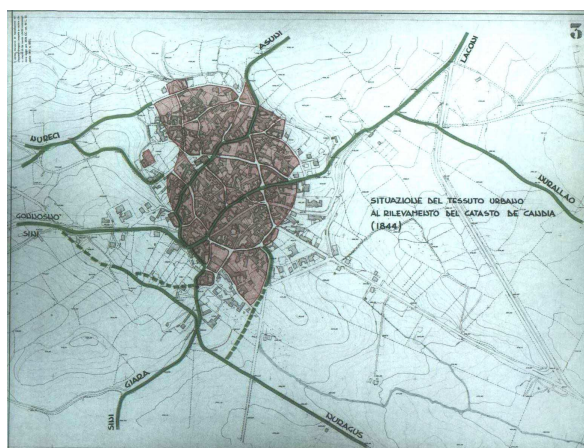 3
ASUNI
LACONI
NURECI
NURALLAO
GONNOSNÒ
SINI
SITUAZIONE DEL TESSUTO URBANO
AL RILEVAMENTO DEL CATASTO DE CANDIA
(1844)
GIARA
SINI
NURAGUS